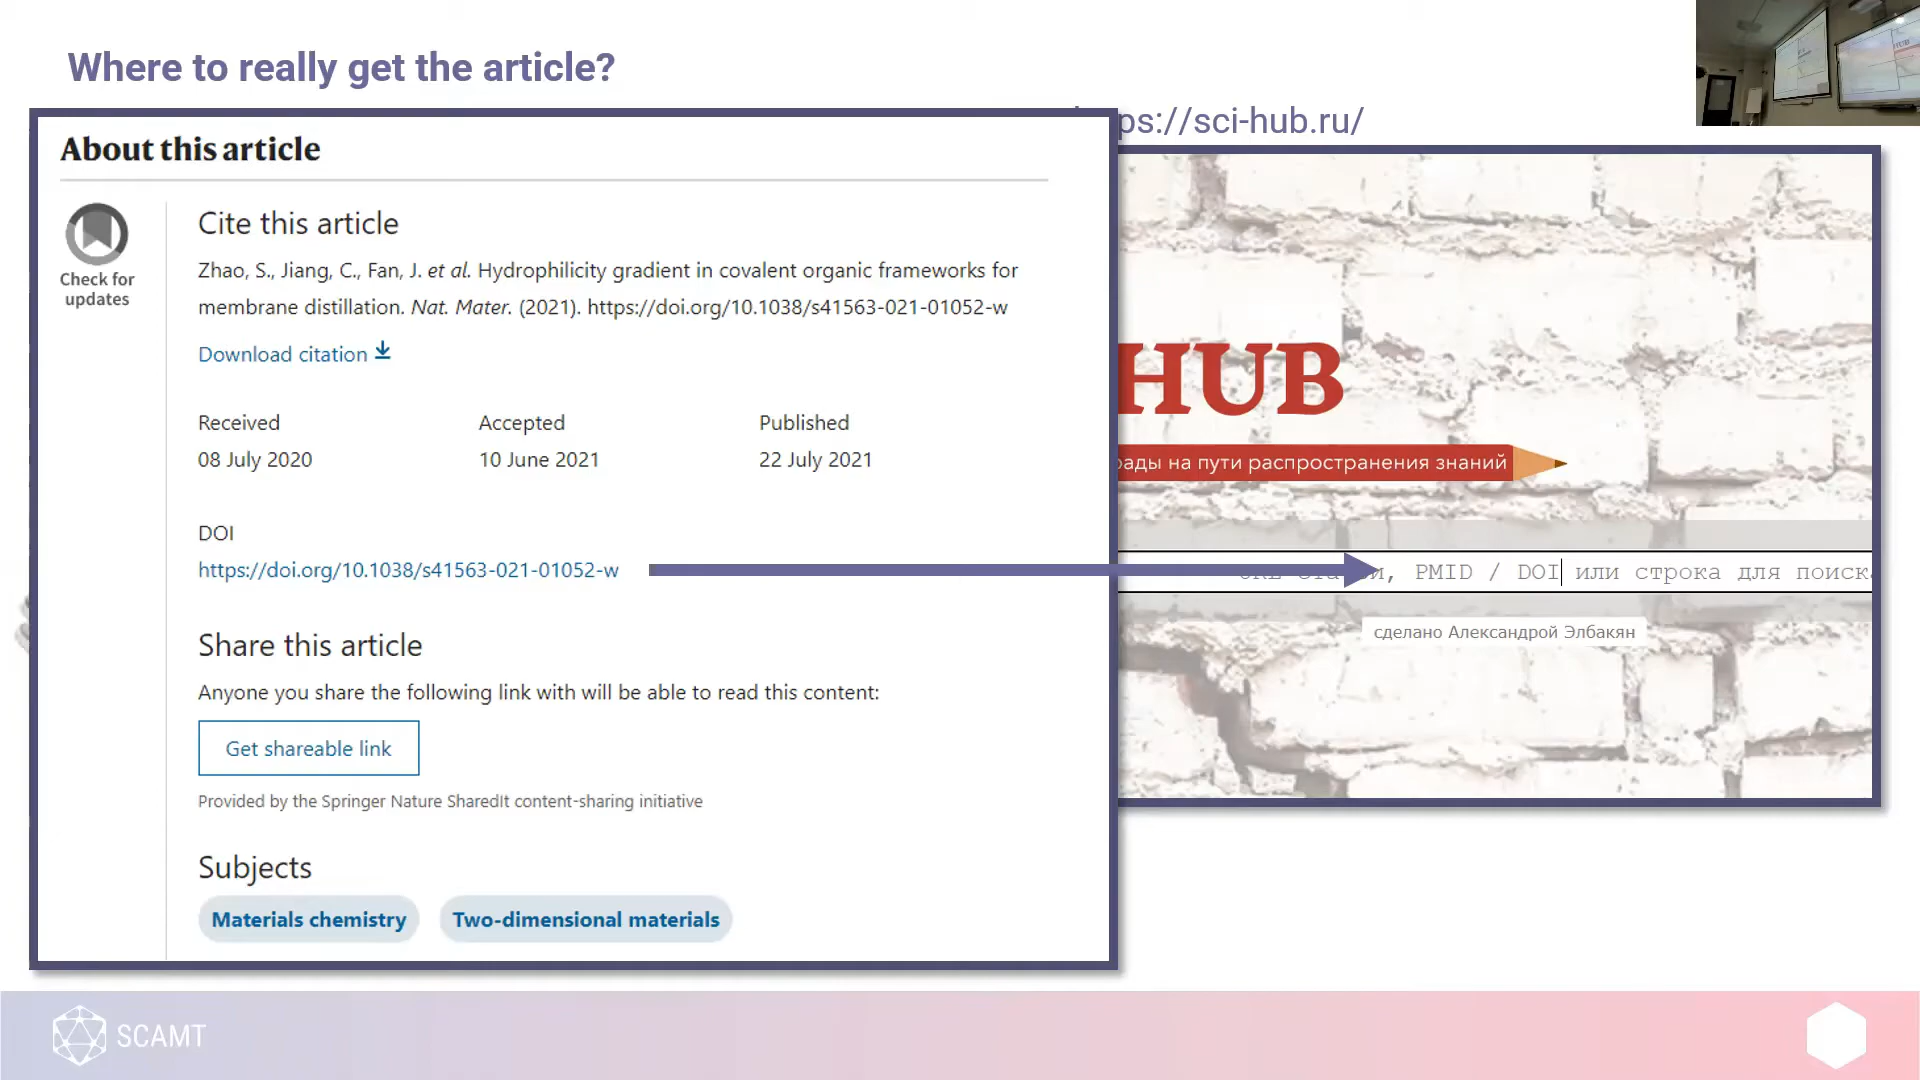 Where to really get the article?
ps://sci-hub.ru/
About this article
Check for
updates
Cite this article
Zhao, S., Jiang, C., Fan, J. et al. Hydrophilicity gradient in covalent organic frameworks for
membrane distillation. Nat. Mater. (2021). https://doi.org/10.1038/s41563-021-01052-w
Download citation
Received
08 July 2020
Accepted
10 June 2021
Published
22 July 2021
DOI
https://doi.org/10.1038/s41563-021-01052-w
Share this article
Anyone you share the following link with will be able to read this content:
Get shareable link
Provided by the Springer Nature SharedIt content-sharing initiative
Subjects
Materials chemistry
Two-dimensional materials
HUB
рады на пути распространения знаний
PMID / DOI или строка для поиска
сделано Александрой Элбакян
SCAMT